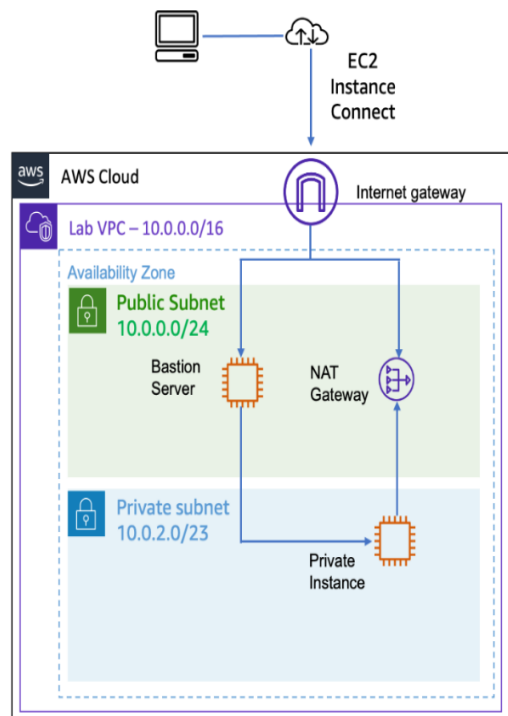 EC2
Instance
Connect
aws
AWS Cloud
Internet gateway
Lab VPC – 10.0.0.0/16
Availability Zone
Public Subnet
10.0.0.0/24
Bastion
Server
NAT
Gateway
Private subnet
10.0.2.0/23
Private
Instance